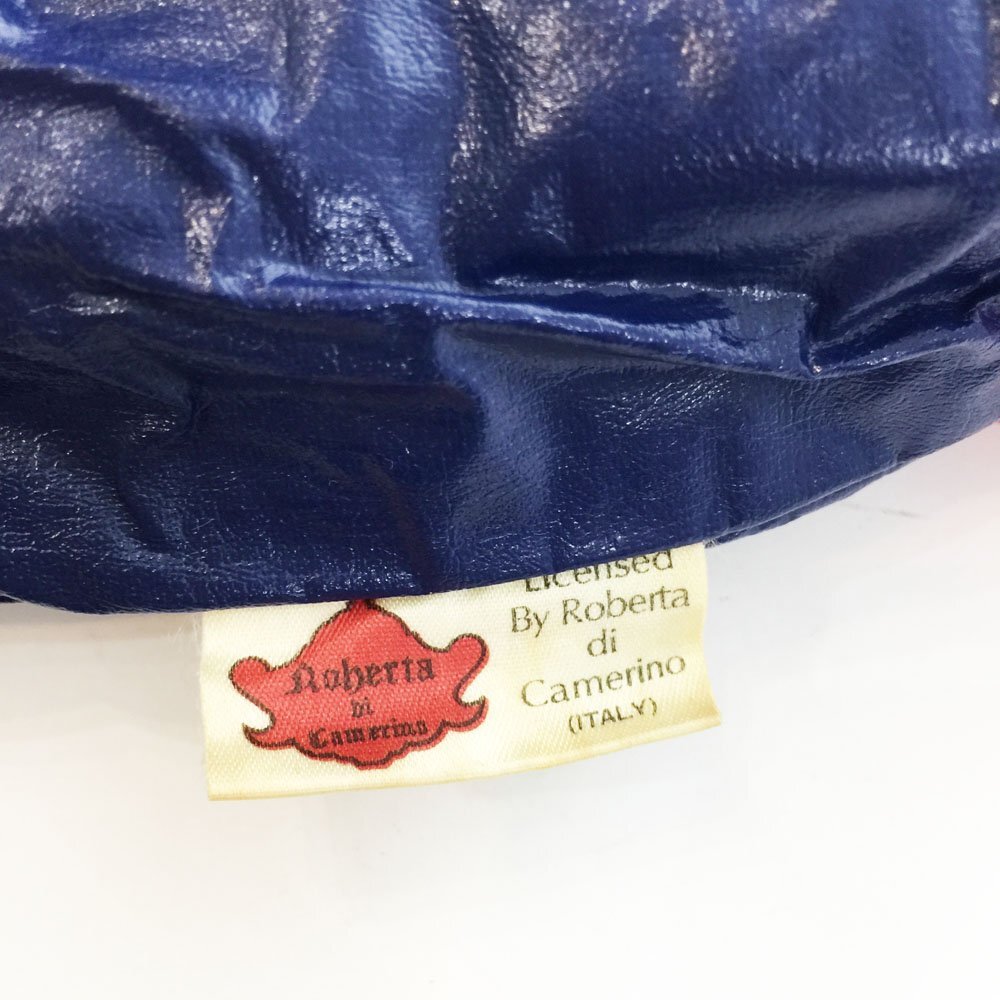 Roberta
Di
Camerino
Licensed
By Roberta
di
Camerino
(ITALY)